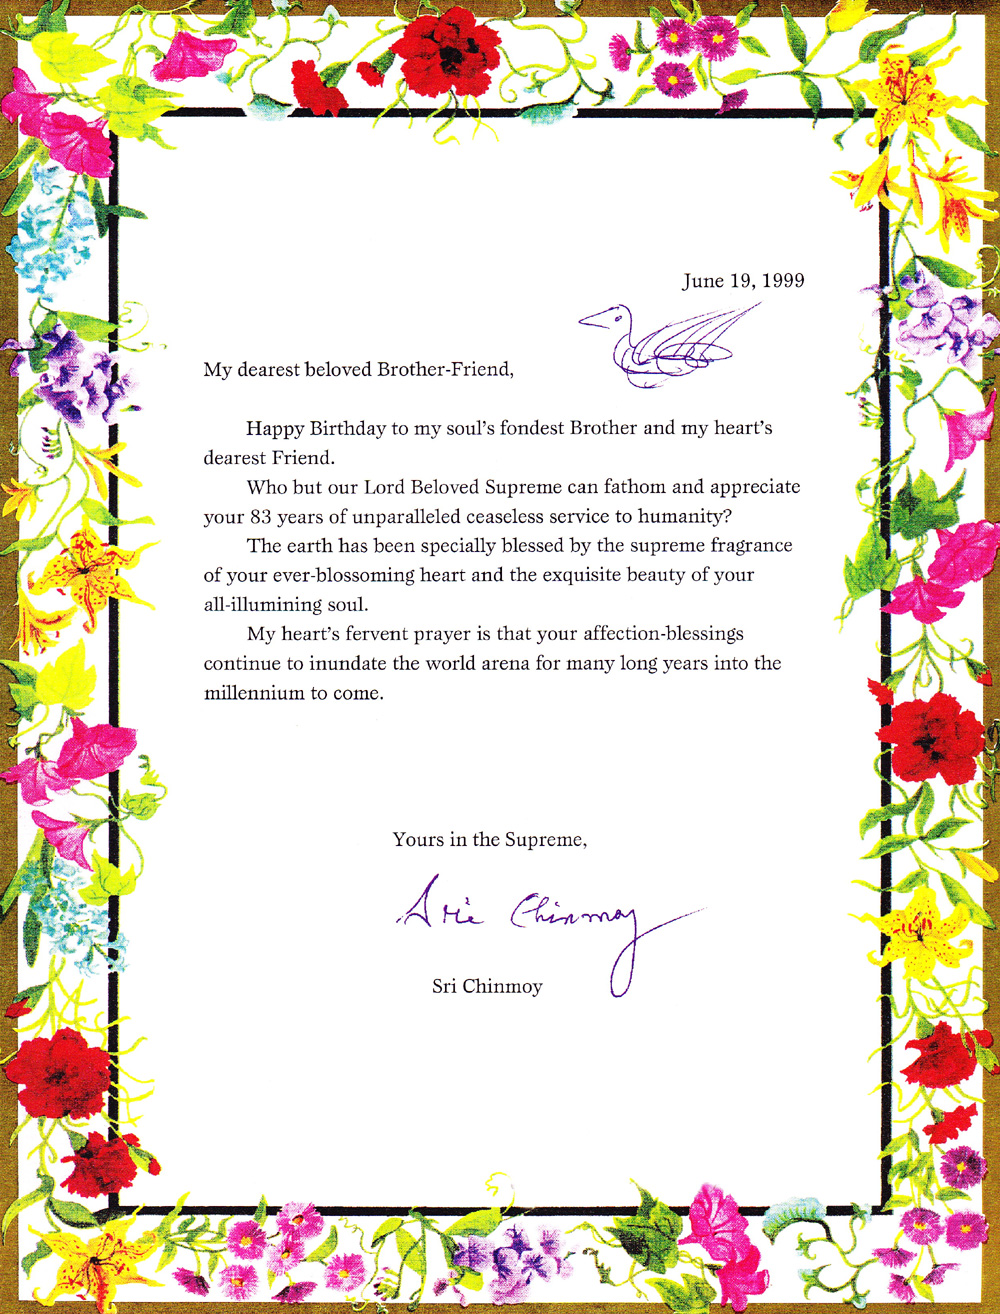 June 19, 1999
My dearest beloved Brother-Friend,
Happy Birthday to my soul's fondest Brother and my heart's
dearest Friend.
Who but our Lord Beloved Supreme can fathom and appreciate
your 83 years of unparalleled ceaseless service to humanity?
The earth has been specially blessed by the supreme fragrance
of your ever-blossoming heart and the exquisite beauty of your
all-illumining soul.
My heart's fervent prayer is that your affection-blessings
continue to inundate the world arena for many long years into the
millennium to come.
Yours in the Supreme,
Sri Chinmoy
Sri Chinmoy